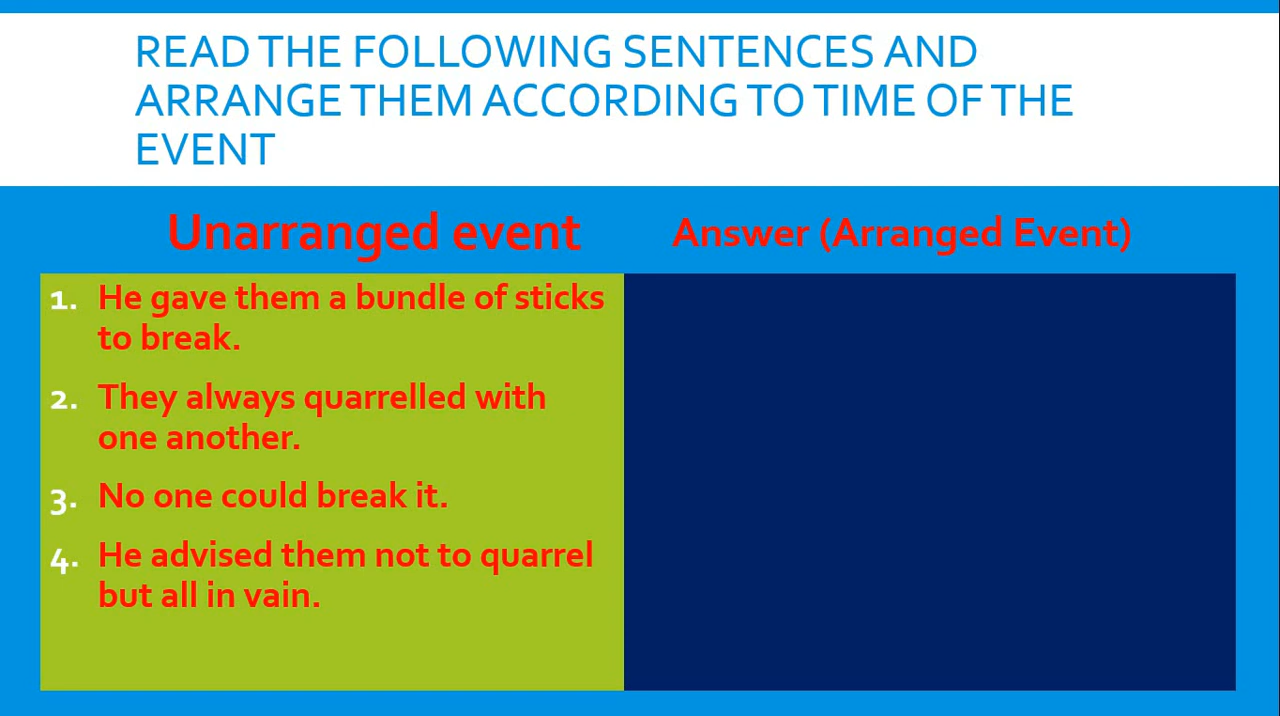 READ THE FOLLOWING SENTENCES AND
ARRANGE THEM ACCORDING TO TIME OF THE
EVENT
Unarranged event
Answer (Arranged Event)
1. He gave them a bundle of sticks
to break.
2. They always quarrelled with
one another.
3. No one could break it.
4. He advised them not to quarrel
but all in vain.